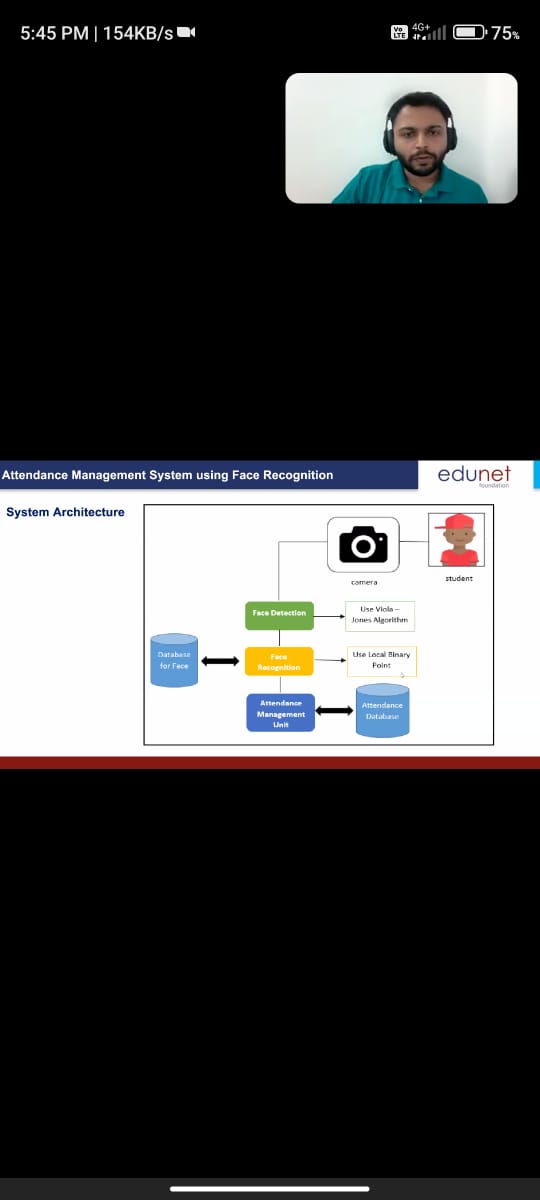 5:45 PM | 154KB/s
Vo
LTE
4G+
75%
Attendance Management System using Face Recognition
edunet
foundation
System Architecture
camera
student
Face Detection
Use Viola –
Jones Algorithm
Database
for Face
Face
Recognition
Use Local Binary
Point
Attendance
Management
Unit
Attendance
Database